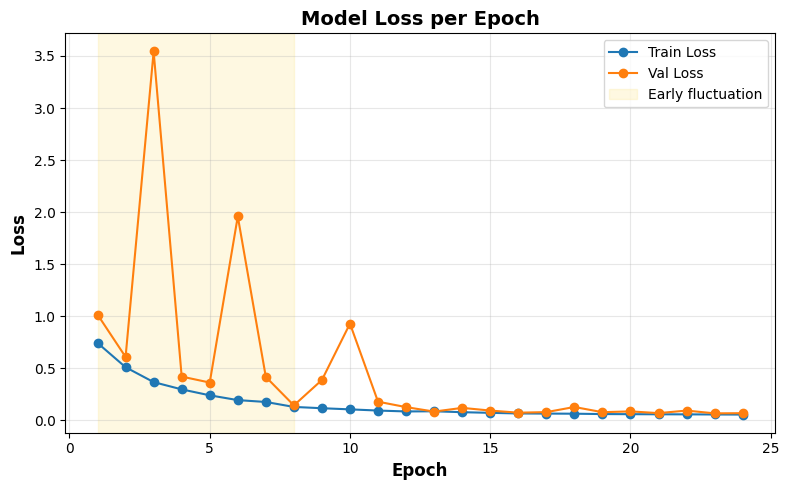 Model Loss per Epoch
Train Loss
Val Loss
Early fluctuation
Loss
3.5
3.0
2.5
2.0
1.5
1.0
0.5
0.0
0 5 10 15 20 25
Epoch